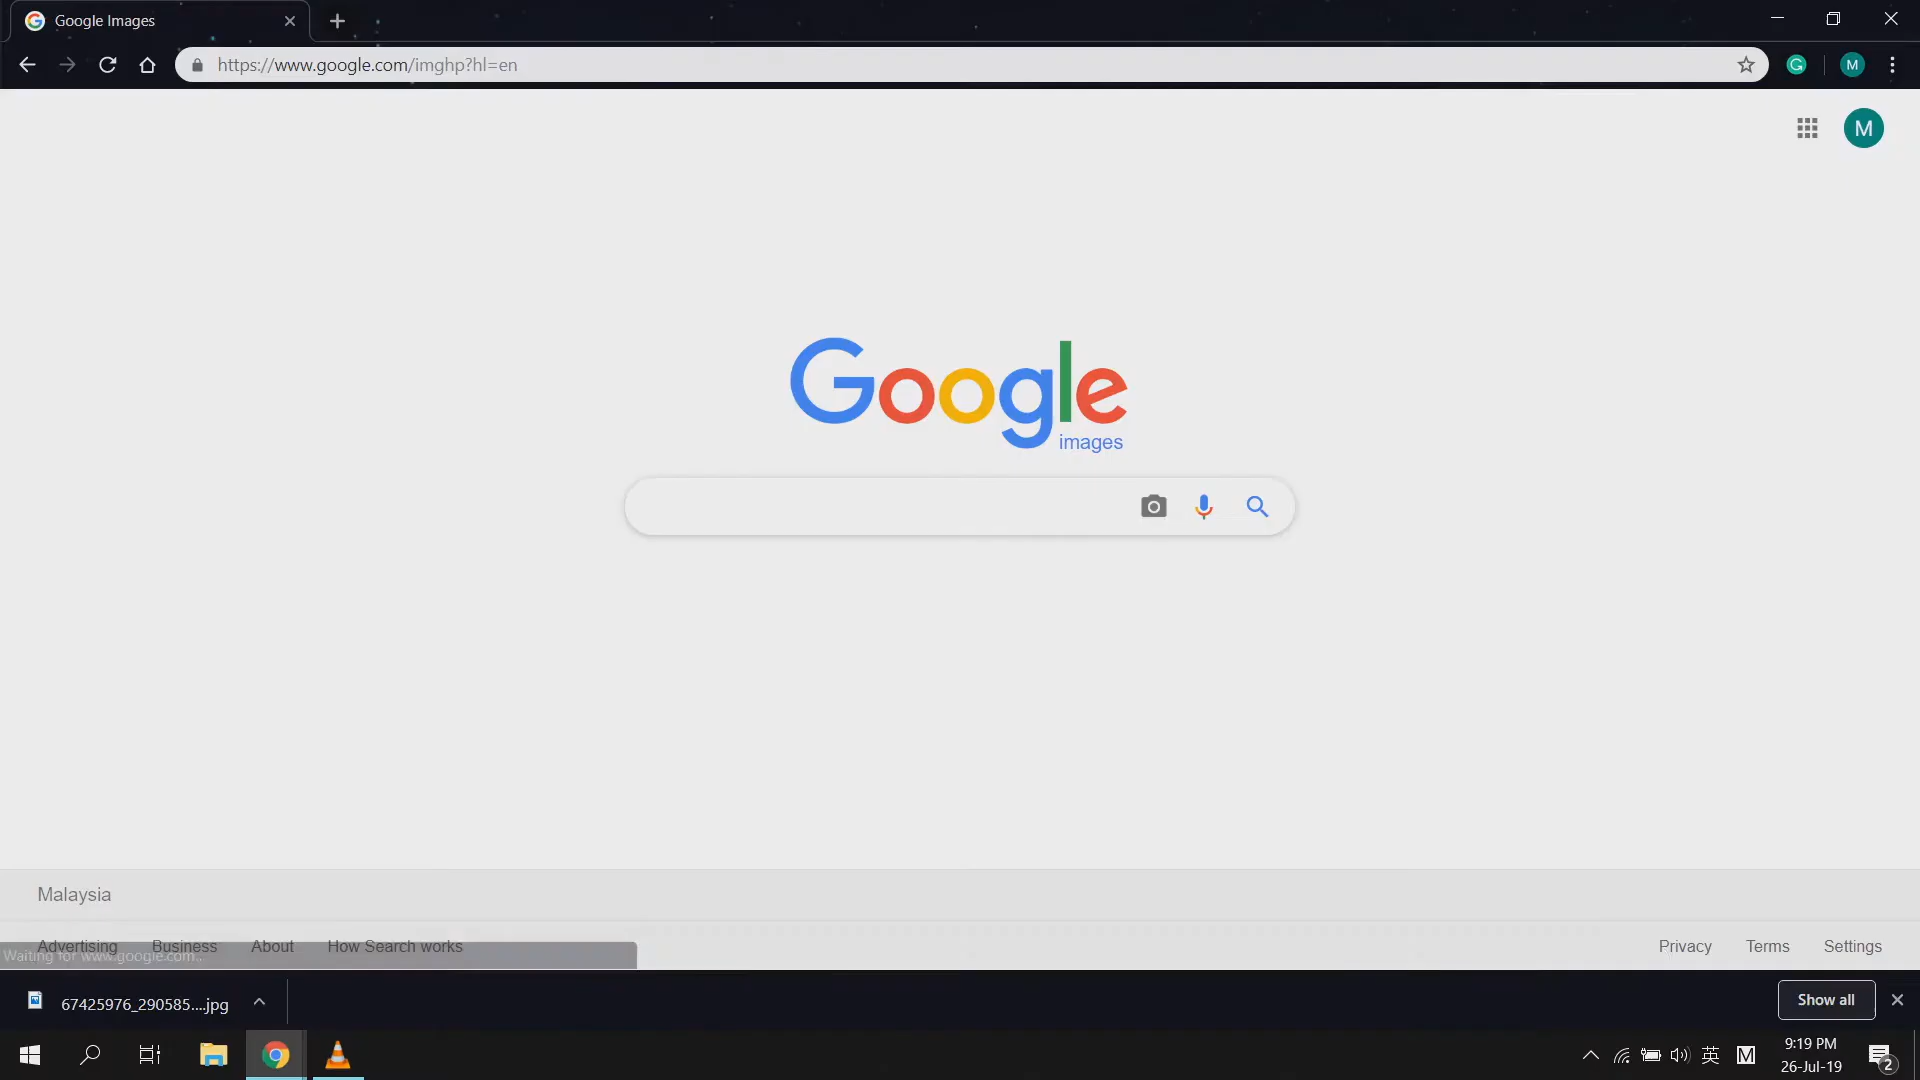 Google Images
https://www.google.com/imghp?hl=en
M
M
Google
images
Malaysia
Advertising Business About How Search works
Privacy Terms Settings
Waiting for www.google.com...
67425976_290585....jpg
Show all
英
M
9:19 PM
26-Jul-19
2